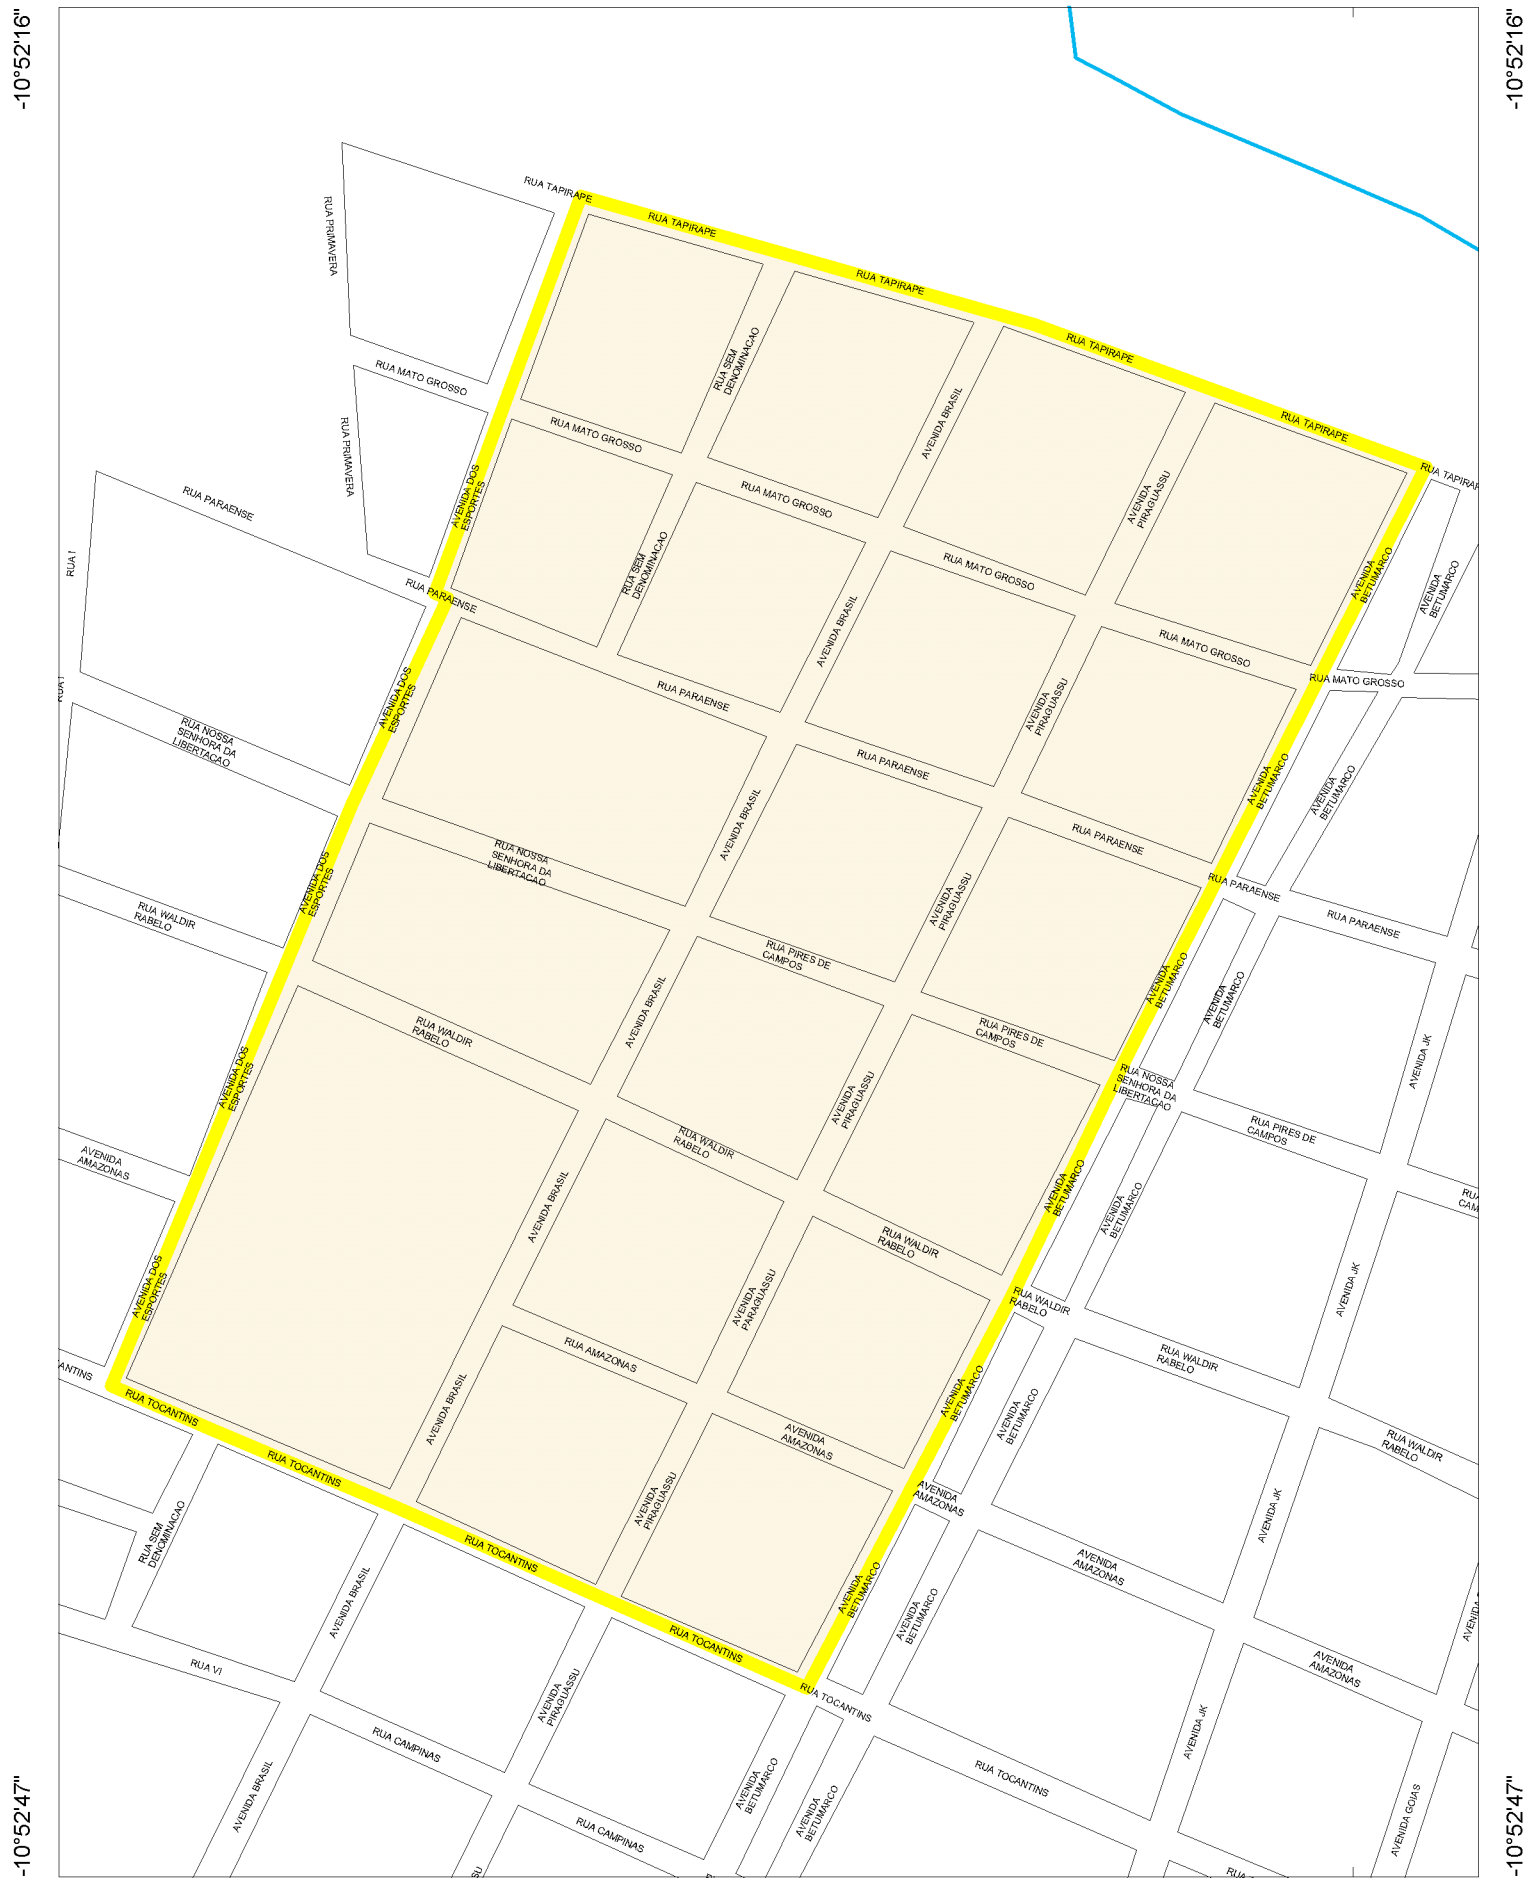 -10°52'16"
-10°52'16"
RUA TAPIRAPE
RUA TAPIRAPE
RUA PRIMAVERA
RUA TAPIRAPE
RUA TAPIRAPE
RUA SEM
DENOMINACAO
RUA MATO GROSSO
AVENIDA BRASIL
RUA TAPIRAPE
RUA MATO GROSSO
RUA PRIMAVERA
RUA TAPIRAP
AVENIDA DOS
ESPORTES
RUA MATO GROSSO
AVENIDA
PIRAGUASSU
RUA PARAENSE
RUA I
RUA SEM
DENOMINACAO
RUA MATO GROSSO
AVENIDA
BETUMARCO
AVENIDA
BETUMARCO
RUA PARAENSE
AVENIDA BRASIL
RUA MATO GROSSO
RUA MATO GROSSO
RUA I
AVENIDA DOS
ESPORTES
RUA PARAENSE
AVENIDA
PIRAGUASSU
RUA NOSSA
SENHORA DA
LIBERTACAO
RUA PARAENSE
AVENIDA
BETUMARCO
AVENIDA
BETUMARCO
AVENIDA BRASIL
RUA PARAENSE
RUA NOSSA
SENHORA DA
LIBERTACAO
AVENIDA DOS
ESPORTES
AVENIDA
PIRAGUASSU
RUA PARAENSE
RUA PARAENSE
RUA WALDIR
RABELO
RUA PIRES DE
CAMPOS
AVENIDA
BETUMARCO
AVENIDA
BETUMARCO
AVENIDA BRASIL
RUA WALDIR
RABELO
RUA PIRES DE
CAMPOS
AVENIDA JK
AVENIDA DOS
ESPORTES
AVENIDA
PIRAGUASSU
RUA NOSSA
SENHORA DA
LIBERTACAO
RUA PIRES DE
CAMPOS
AVENIDA
AMAZONAS
RUA WALDIR
RABELO
AVENIDA
BETUMARCO
AVENIDA
BETUMARCO
RUA
CAM
AVENIDA BRASIL
RUA WALDIR
RABELO
AVENIDA DOS
ESPORTES
AVENIDA
PARAGUASSU
RUA WALDIR
RABELO
AVENIDA JK
RUA AMAZONAS
RUA WALDIR
RABELO
ANTINS
RUA TOCANTINS
AVENIDA BRASIL
AVENIDA
BETUMARCO
AVENIDA
BETUMARCO
AVENIDA
AMAZONAS
RUA WALDIR
RABELO
RUA TOCANTINS
AVENIDA
PIRAGUASSU
AVENIDA
AMAZONAS
AVENIDA JK
RUA SEM
DENOMINACAO
RUA TOCANTINS
AVENIDA
AMAZONAS
AVENIDA BRASIL
AVENIDA
BETUMARCO
AVENIDA
BETUMARCO
AVENIDA
RUA TOCANTINS
RUA VI
AVENIDA
AMAZONAS
AVENIDA
PIRAGUASSU
RUA TOCANTINS
AVENIDA JK
RUA CAMPINAS
RUA TOCANTINS
AVENIDA BRASIL
AVENIDA
BETUMARCO
AVENIDA
BETUMARCO
AVENIDA GOIAS
RUA CAMPINAS
SU
RUA
-10°52'47"
-10°52'47"